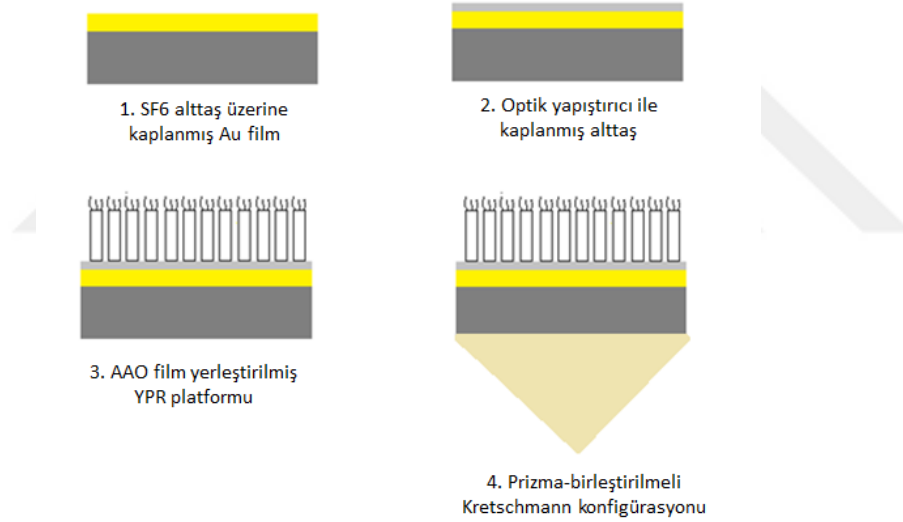 1. SF6 alttaş üzerine
kaplanmış Au film
2. Optik yapıştırıcı ile
kaplanmış alttaş
3. AAO film yerleştirilmiş
YPR platformu
4. Prizma-birleştirilmeli
Kretschmann konfigürasyonu